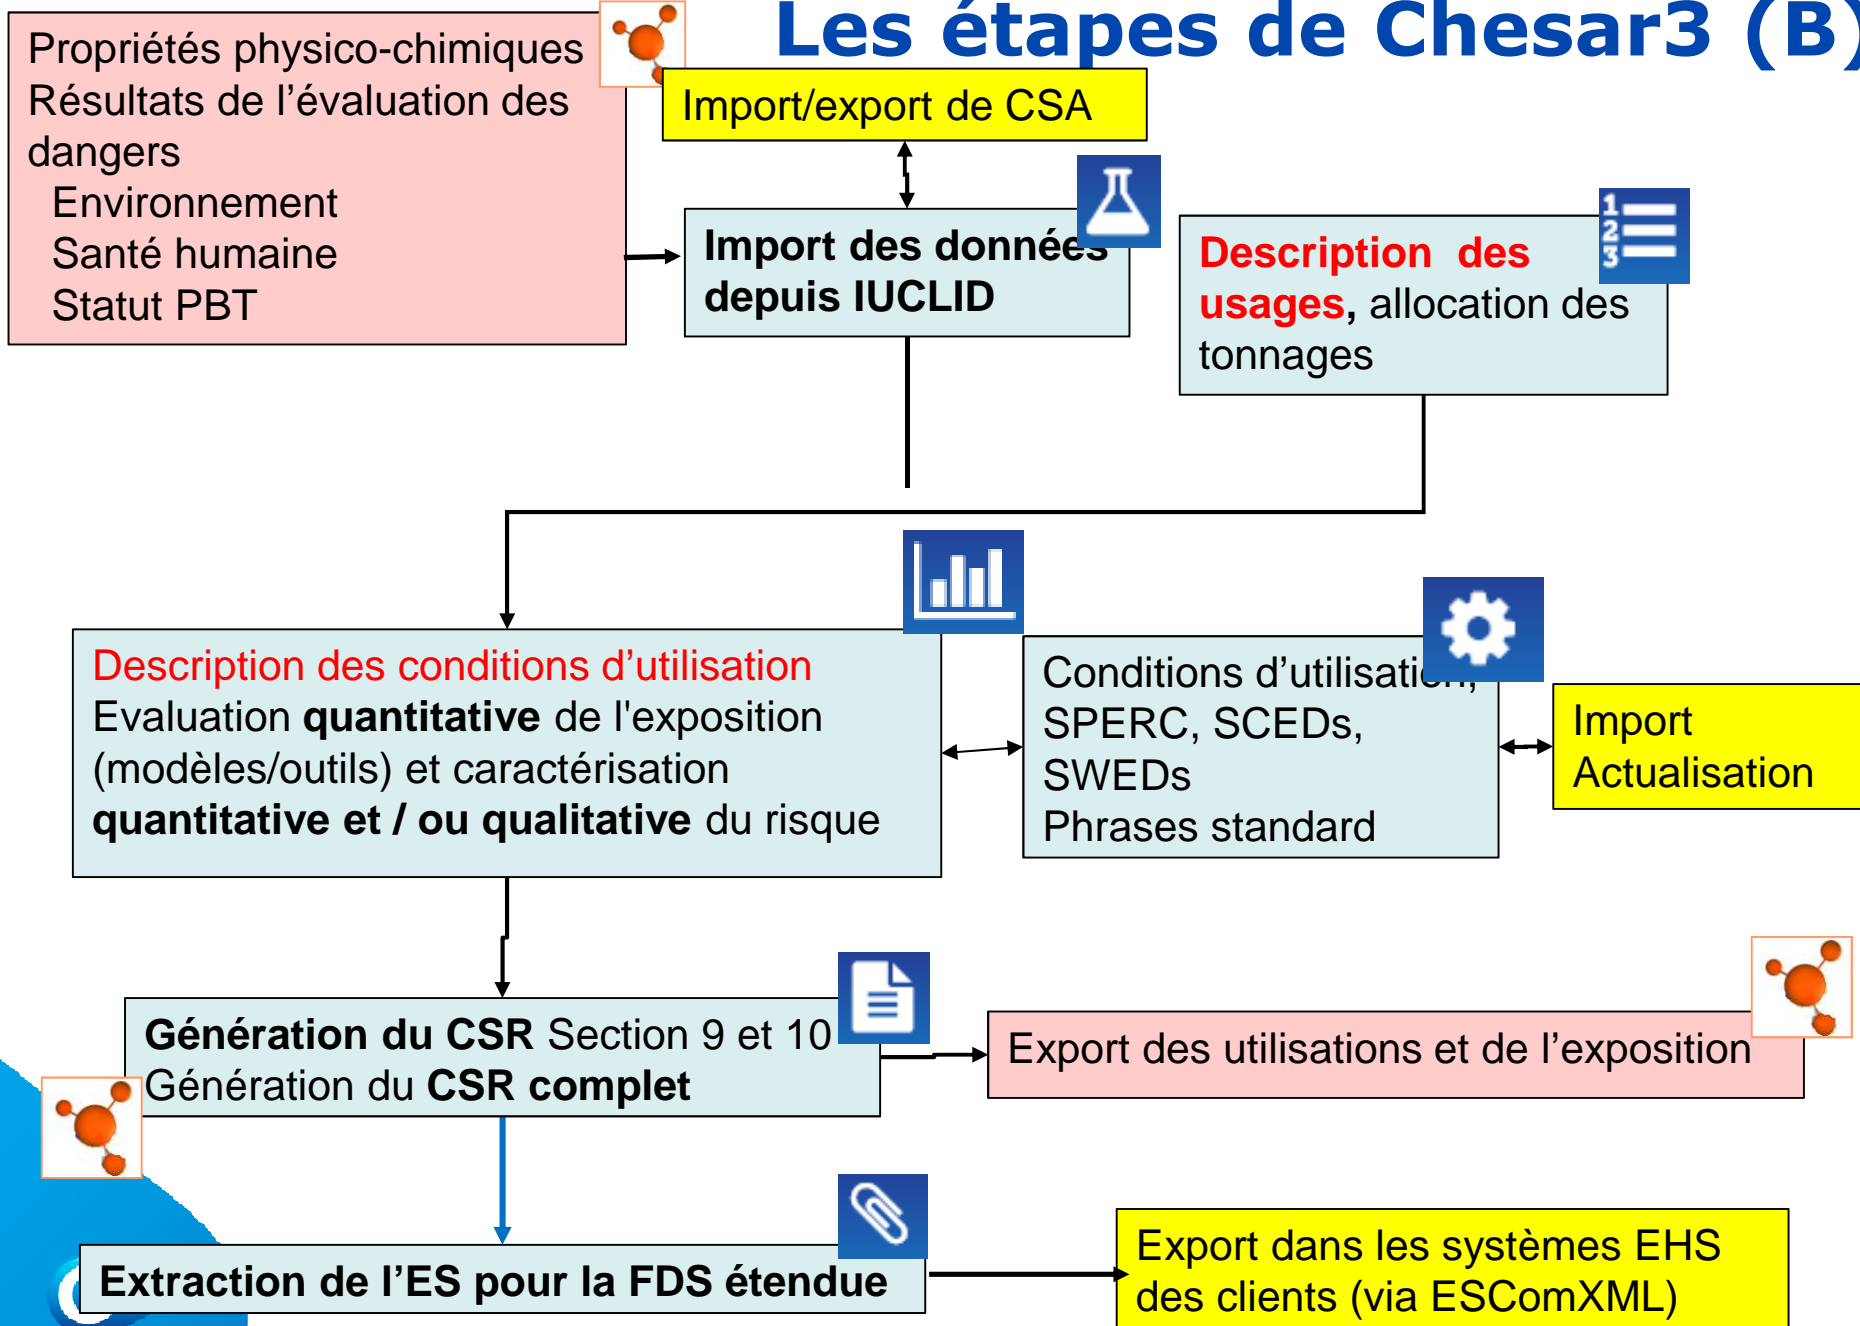 Les étapes de Chesar3 (B)
Propriétés physico-chimiques
Résultats de l’évaluation des
dangers
Environnement
Santé humaine
Statut PBT
Import/export de CSA
Import des données
depuis IUCLID
1
2
3
Description des
usages, allocation des
tonnages
Description des conditions d’utilisation
Evaluation quantitative de l'exposition
(modèles/outils) et caractérisation
quantitative et / ou qualitative du risque
Conditions d’utilisation,
SPERC, SCEDs,
SWEDs
Phrases standard
Import
Actualisation
Génération du CSR Section 9 et 10
Génération du CSR complet
Export des utilisations et de l’exposition
Extraction de l’ES pour la FDS étendue
Export dans les systèmes EHS
des clients (via ESComXML)